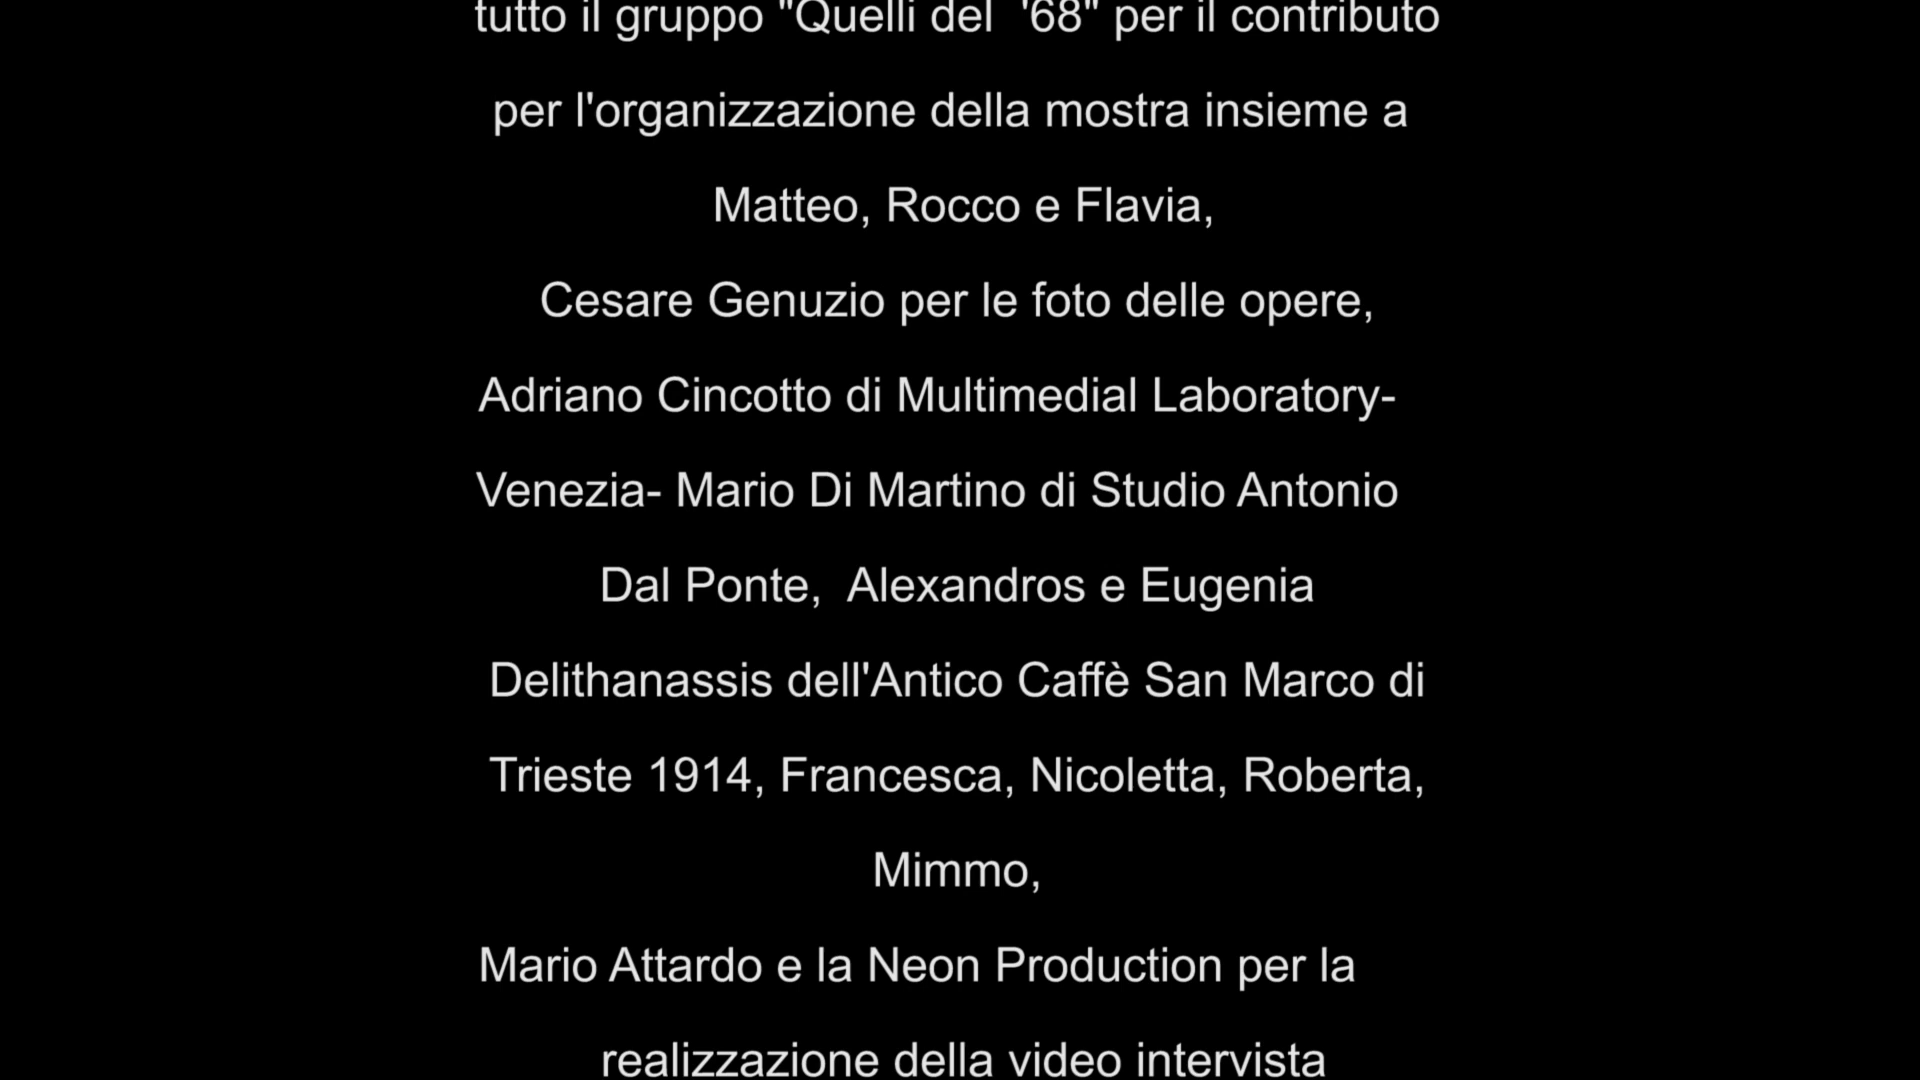 tutto il gruppo "Quelli del  '68" per il contributo
per l'organizzazione della mostra insieme a
Matteo, Rocco e Flavia,
Cesare Genuzio per le foto delle opere,
Adriano Cincotto di Multimedial Laboratory-
Venezia- Mario Di Martino di Studio Antonio
Dal Ponte,  Alexandros e Eugenia
Delithanassis dell'Antico Caffè San Marco di
Trieste 1914, Francesca, Nicoletta, Roberta,
Mimmo,
Mario Attardo e la Neon Production per la
realizzazione della video intervista